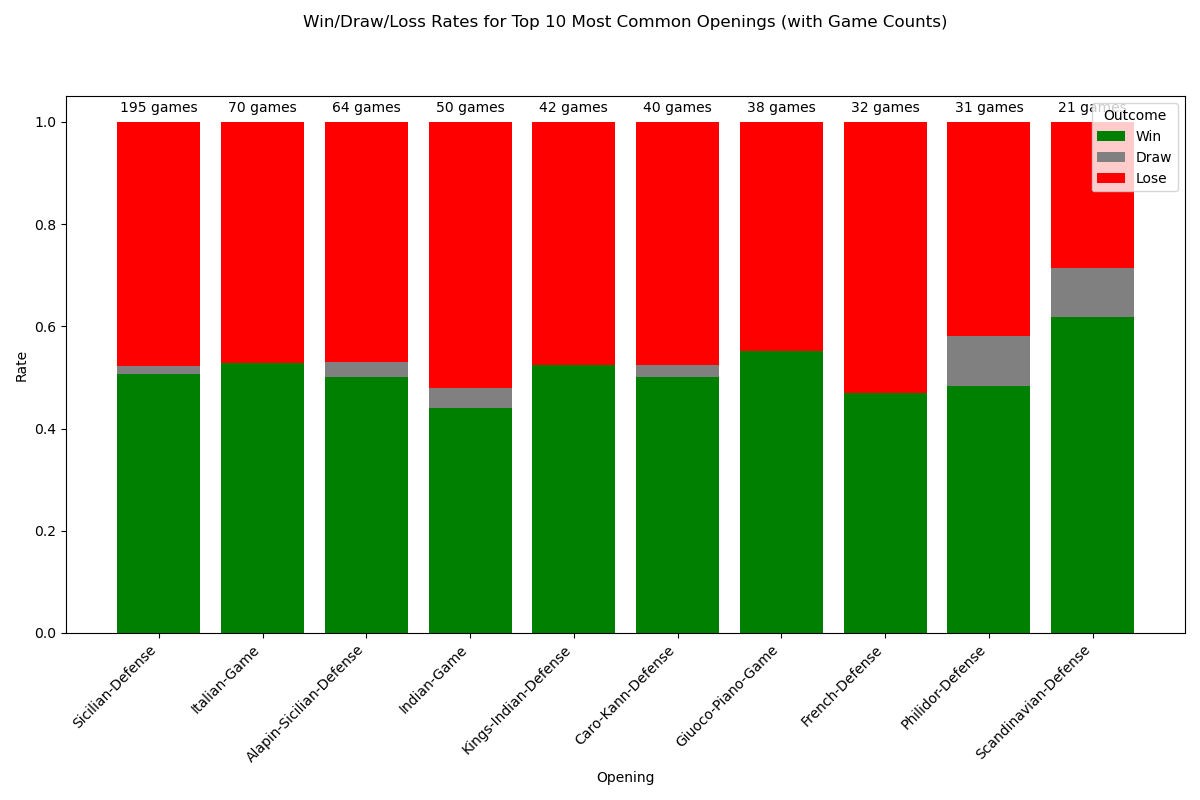 Win/Draw/Loss Rates for Top 10 Most Common Openings (with Game Counts)
195 games
70 games
64 games
50 games
42 games
40 games
38 games
32 games
31 games
21 games
Outcome
Win
Draw
Lose
1.0
0.8
0.6
0.4
0.2
0.0
Rate
Sicilian-Defense
Italian-Game
Alapin-Sicilian-Defense
Indian-Game
Kings-Indian-Defense
Caro-Kann-Defense
Giuoco-Piano-Game
French-Defense
Philidor-Defense
Scandinavian-Defense
Opening